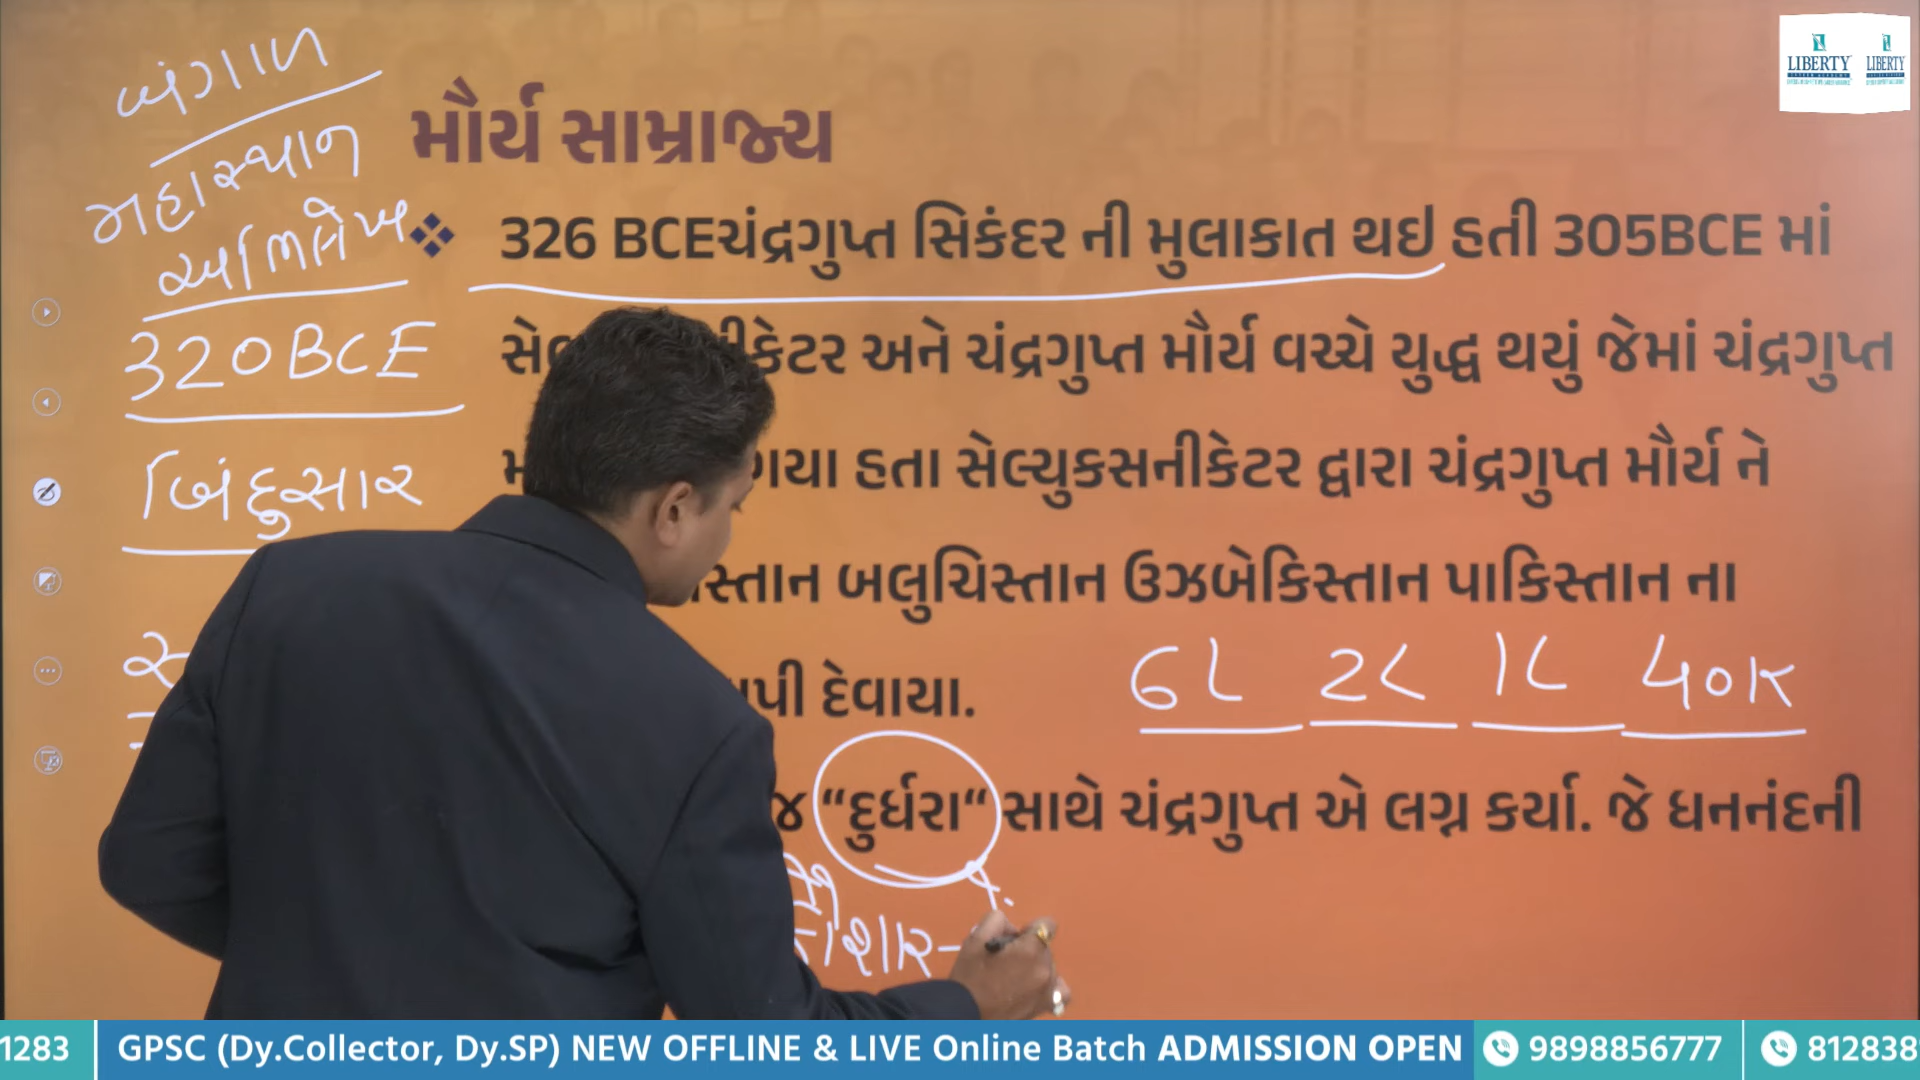 LIBERTY LIBERTY
બંગાળ
મહાસ્થાન
અભિલેખ
320BCE
બિંદુસાર
મૌર્ય સામ્રાજ્ય
326 BCEચંદ્રગુપ્ત સિકંદર ની મુલાકાત થઇ હતી 305BCE માં
કેટર અને ચંદ્રગુપ્ત મૌર્ય વચ્ચે યુદ્ધ થયું જેમાં ચંદ્રગુપ્ત
ગયા હતા સેલ્યુકસનીકેટર દ્વારા ચંદ્રગુપ્ત મૌર્ય ને
સ્તાન બલુચિસ્તાન ઉઝબેકિસ્તાન પાકિસ્તાન ના
પી દેવાયા.
6L 2L 1L 40K
જ “દુર્ધરા“ સાથે ચંદ્રગુપ્ત એ લગ્ન કર્યા. જે ધનનંદની
1283 GPSC (Dy.Collector, Dy.SP) NEW OFFLINE & LIVE Online Batch ADMISSION OPEN 9898856777 812838